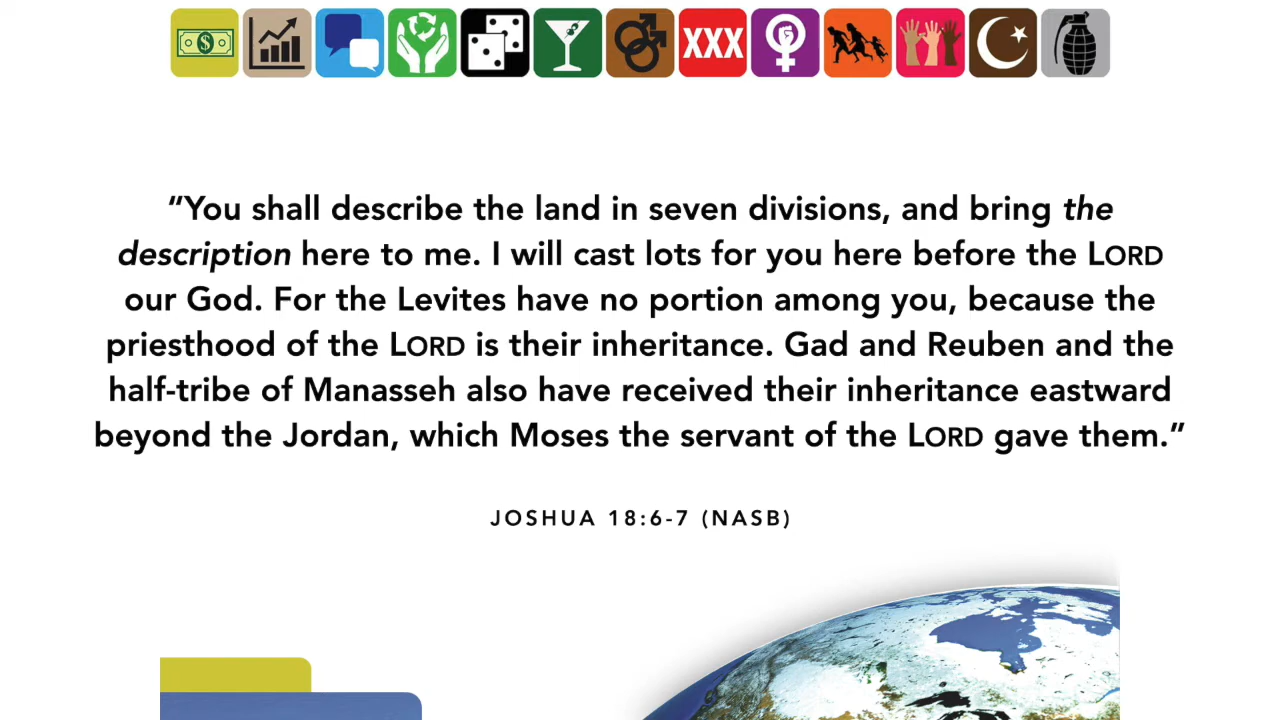 XXX
“You shall describe the land in seven divisions, and bring the
description here to me. I will cast lots for you here before the LORD
our God. For the Levites have no portion among you, because the
priesthood of the LORD is their inheritance. Gad and Reuben and the
half-tribe of Manasseh also have received their inheritance eastward
beyond the Jordan, which Moses the servant of the LORD gave them.”
JOSHUA 18:6-7 (NASB)